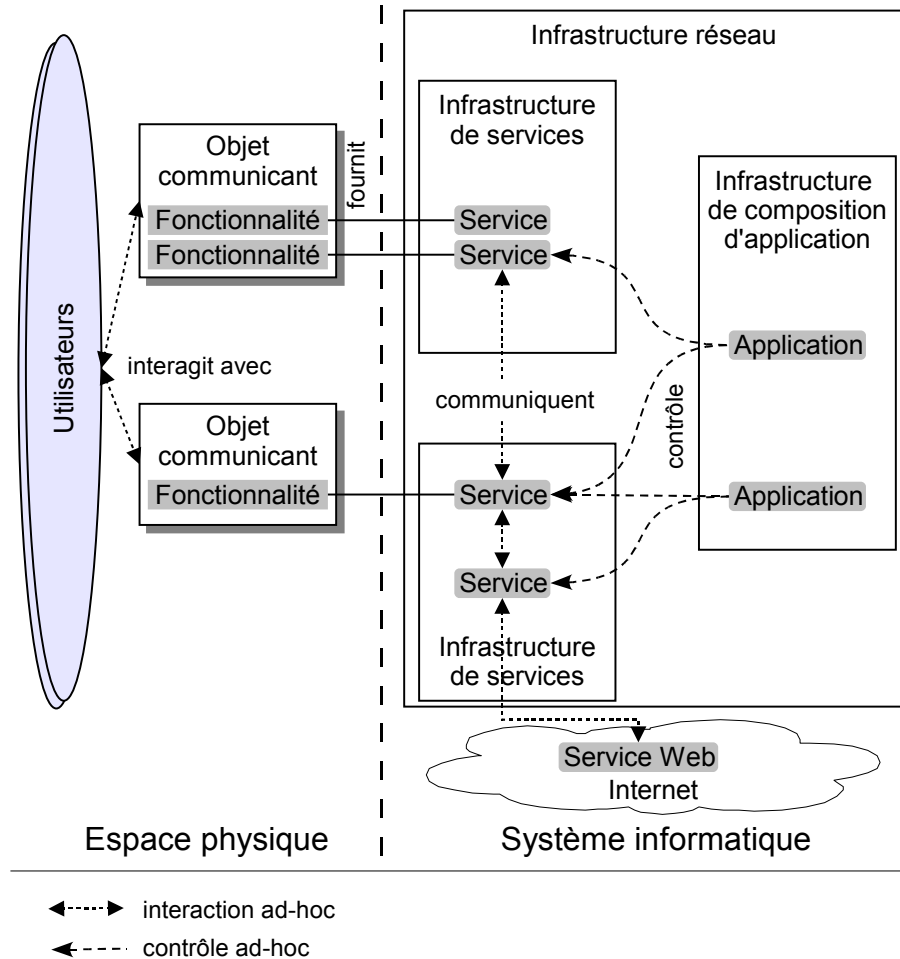 Infrastructure réseau
Infrastructure
de services
Objet
communicant
fournit
Fonctionnalité
Fonctionnalité
Service
Service
Infrastructure
de composition
d'application
Utilisateurs
interagit avec
Application
communiquent
contrôle
Objet
communicant
Fonctionnalité
Service
Application
Service
Infrastructure
de services
Service Web
Internet
Espace physique
Système informatique
interaction ad-hoc
contrôle ad-hoc